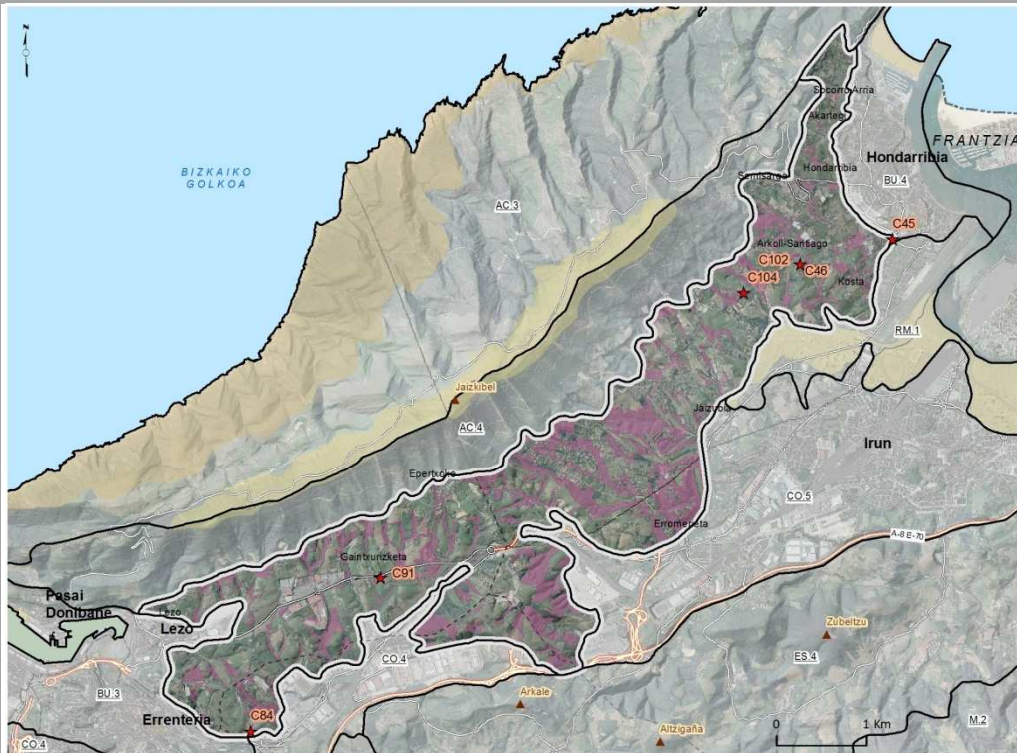 N
Socorro Arria
Akartegi
FRANTZIA
Hondarribia
Hondarribia
BIZKAIKO
GOLKOA
Semisarga
BU.4
AC.3
C45
Arkoll-Santiago
C102
C46
C104
Kosta
RM.1
Jaizkibel
Jaizubia
AC.4
Irun
Epertxoke
CO.5
Erromeneta
A-8 E-70
Gaintxurizketa
C91
Pasai
Donibane
Lezo
Lezo
Zubeltzu
CO.4
ES.4
BU.3
Arkale
C84
Errenteria
Altzigaña
0 1 Km
M.2
CO.4